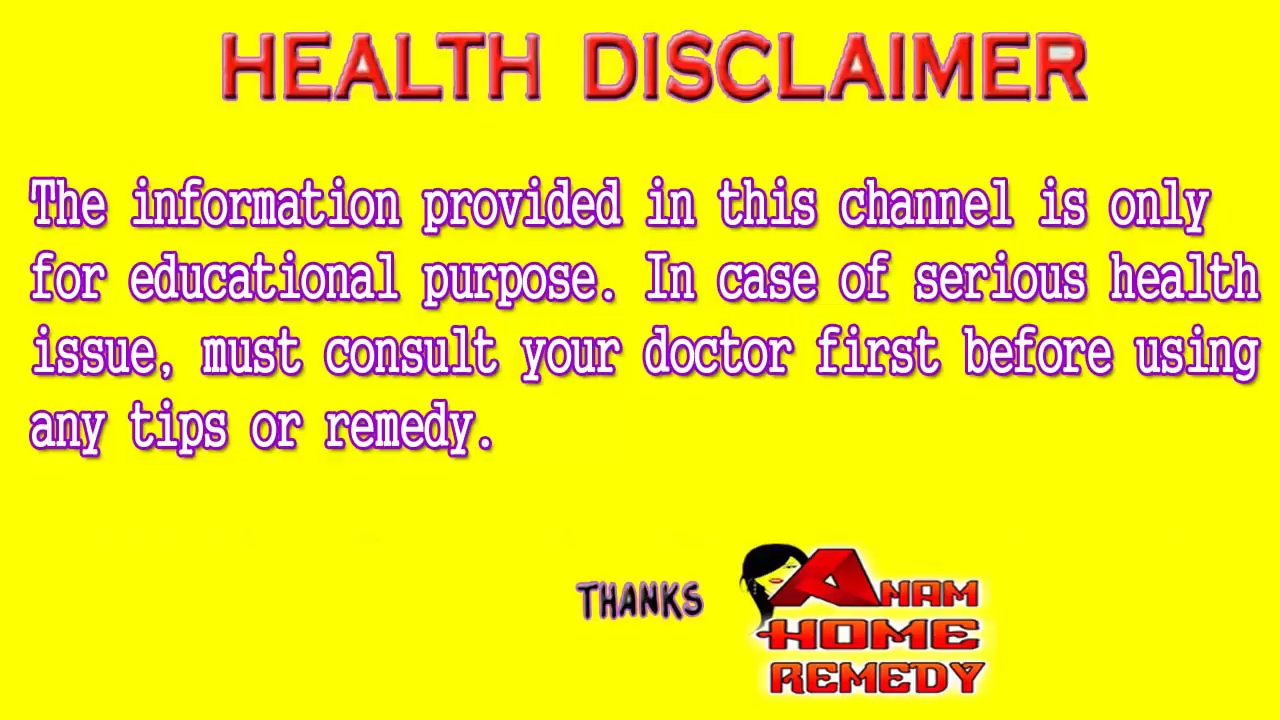 HEALTH DISCLAIMER
The information provided in this channel is only
for educational purpose. In case of serious health
issue, must consult your doctor first before using
any tips or remedy.
THANKS
ANAM
HOME
REMEDY